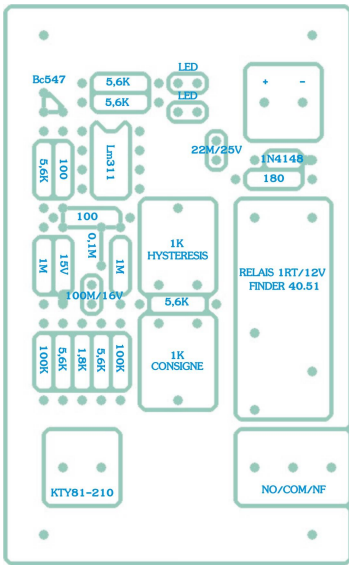 LED
Bc547
5,6K
+ -
5,6K
LED
22M/25V
Lm311
1N4148
5,6K
100
180
100
0,1M
1K
HYSTERESIS
1M
15V
1M
RELAIS 1RT/12V
FINDER 40.51
100M/16V
5,6K
100K
5,6K
1,8K
5,6K
100K
1K
CONSIGNE
KTY81-210
NO/COM/NF